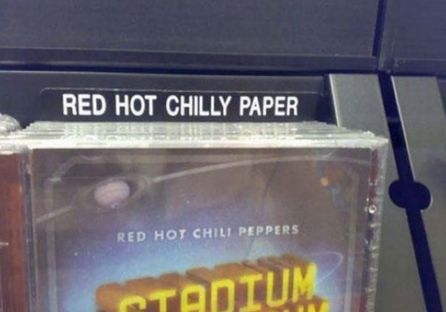 RED HOT CHILLY PAPER
RED HOT CHILI PEPPERS
STADIUM